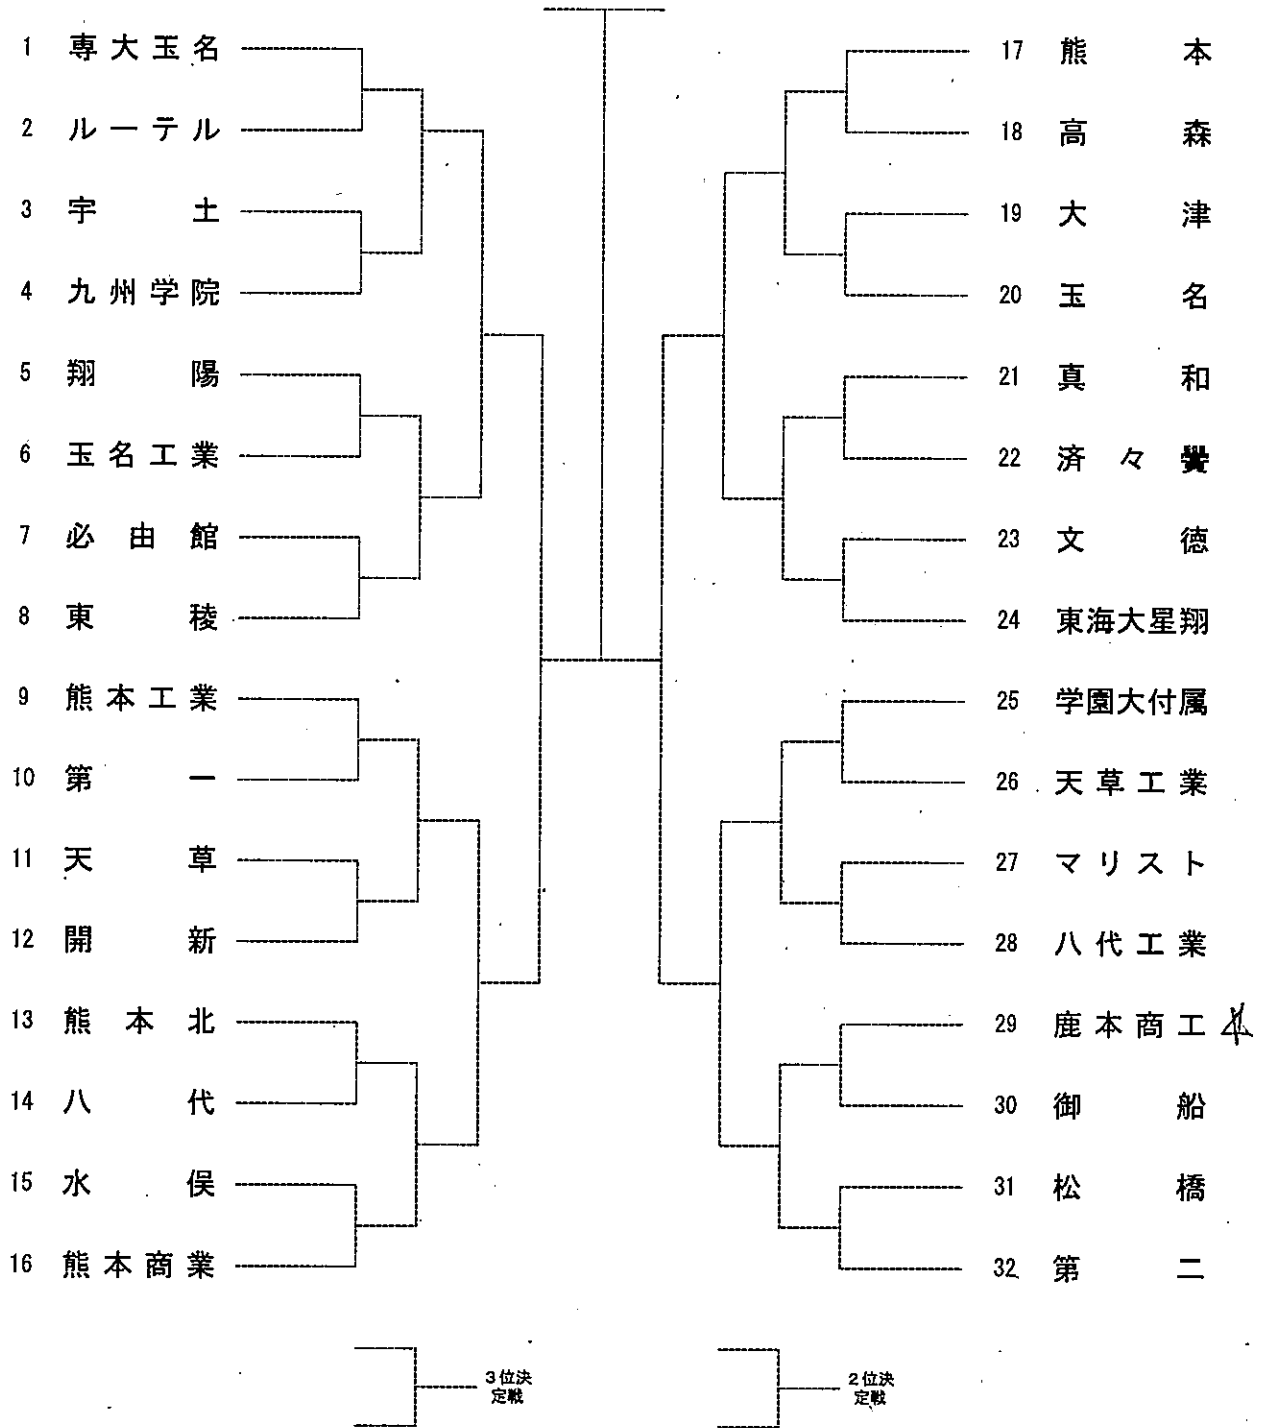 1 専大玉名
2 ルーテル
3 宇土
4 九州学院
5 翔陽
6 玉名工業
7 必由館
8 東稜
9 熊本工業
10 第一
11 天草
12 開新
13 熊本北
14 八代
15 水俣
16 熊本商業
17 熊本
18 高森
19 大津
20 玉名
21 真和
22 済々黌
23 文徳
24 東海大星翔
25 学園大付属
26 天草工業
27 マリスト
28 八代工業
29 鹿本商工
30 御船
31 松橋
32 第二
3位決
定戦
2位決
定戦